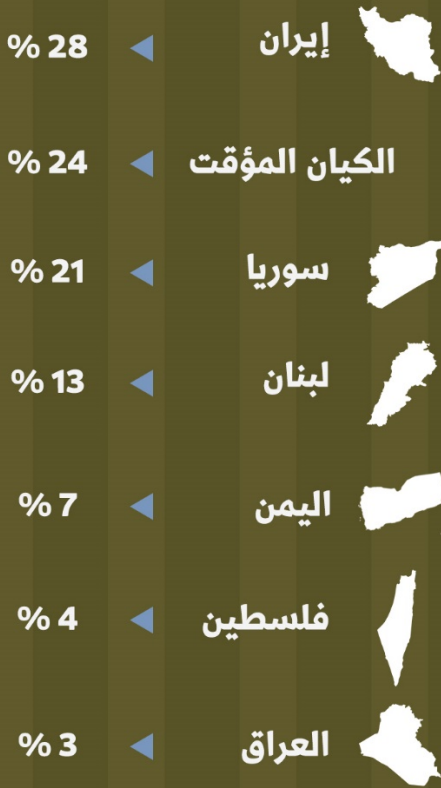 إيران 28 %
الكيان المؤقت 24 %
سوريا 21 %
لبنان 13 %
اليمن 7 %
فلسطين 4 %
العراق 3 %